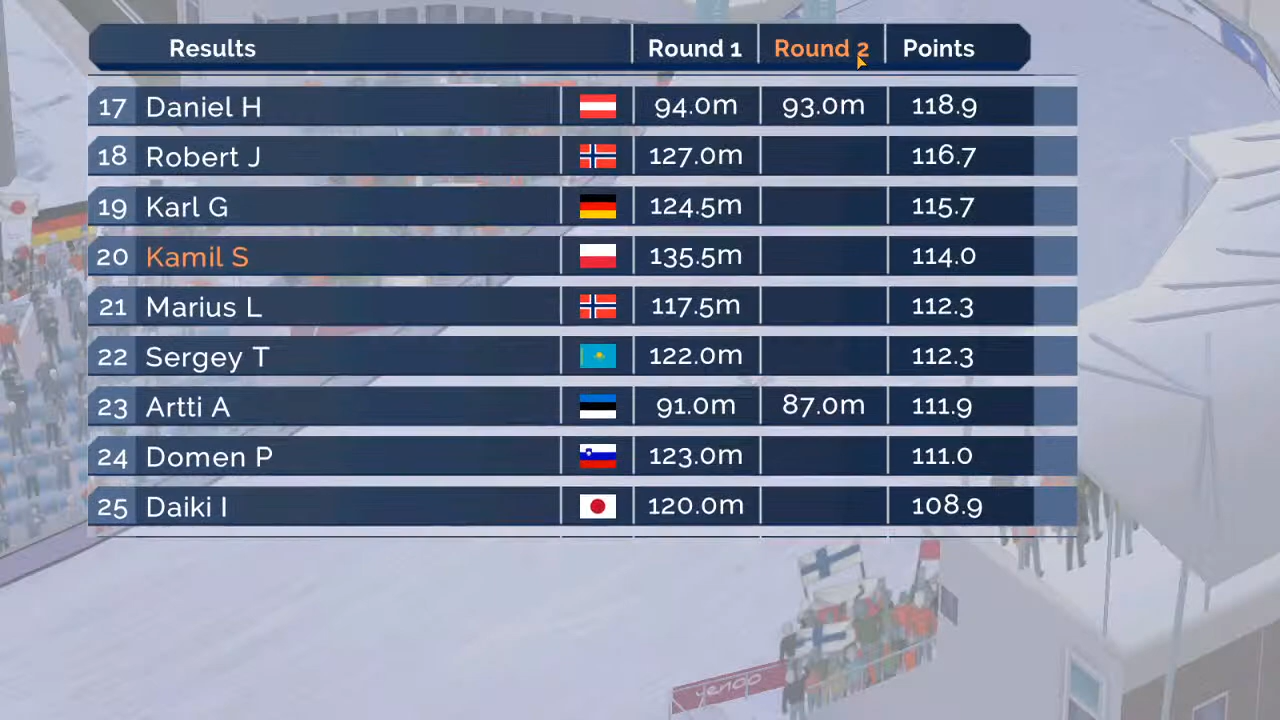 Results Round 1 Round 2 Points
17 Daniel H 94.0m 93.0m 118.9
18 Robert J 127.0m 116.7
19 Karl G 124.5m 115.7
20 Kamil S 135.5m 114.0
21 Marius L 117.5m 112.3
22 Sergey T 122.0m 112.3
23 Artti A 91.0m 87.0m 111.9
24 Domen P 123.0m 111.0
25 Daiki I 120.0m 108.9